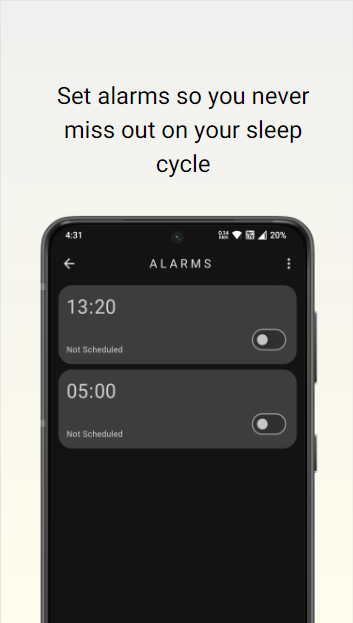 Set alarms so you never
miss out on your sleep
cycle
4:31
20%
ALARMS
13:20
Not Scheduled
05:00
Not Scheduled